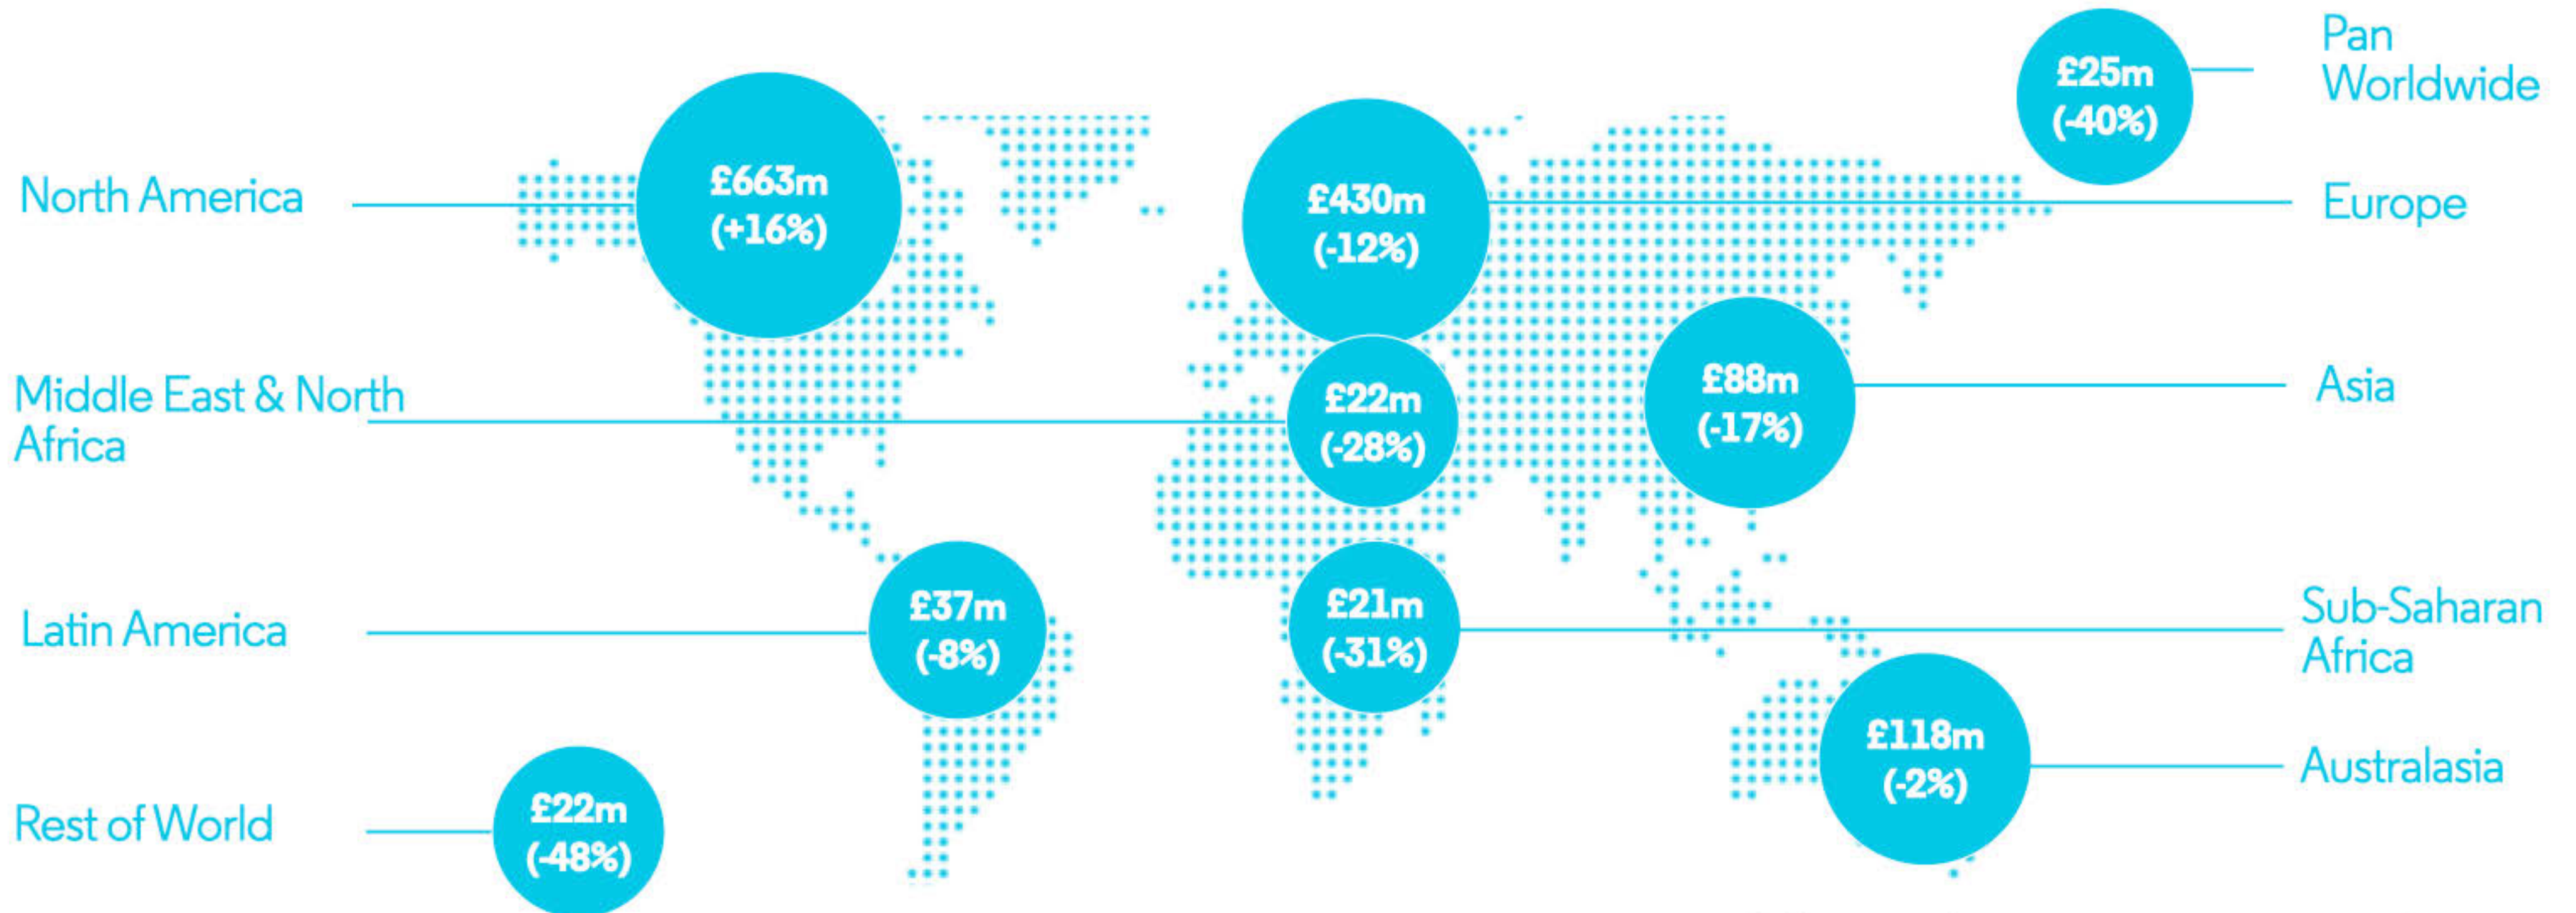 Pan
Worldwide
£25m
(-40%)
North America
£663m
(+16%)
£430m
(-12%)
Europe
Middle East & North
Africa
£22m
(-28%)
£88m
(-17%)
Asia
Latin America
£37m
(-8%)
£21m
(-31%)
Sub-Saharan
Africa
£118m
(-2%)
Australasia
Rest of World
£22m
(-48%)